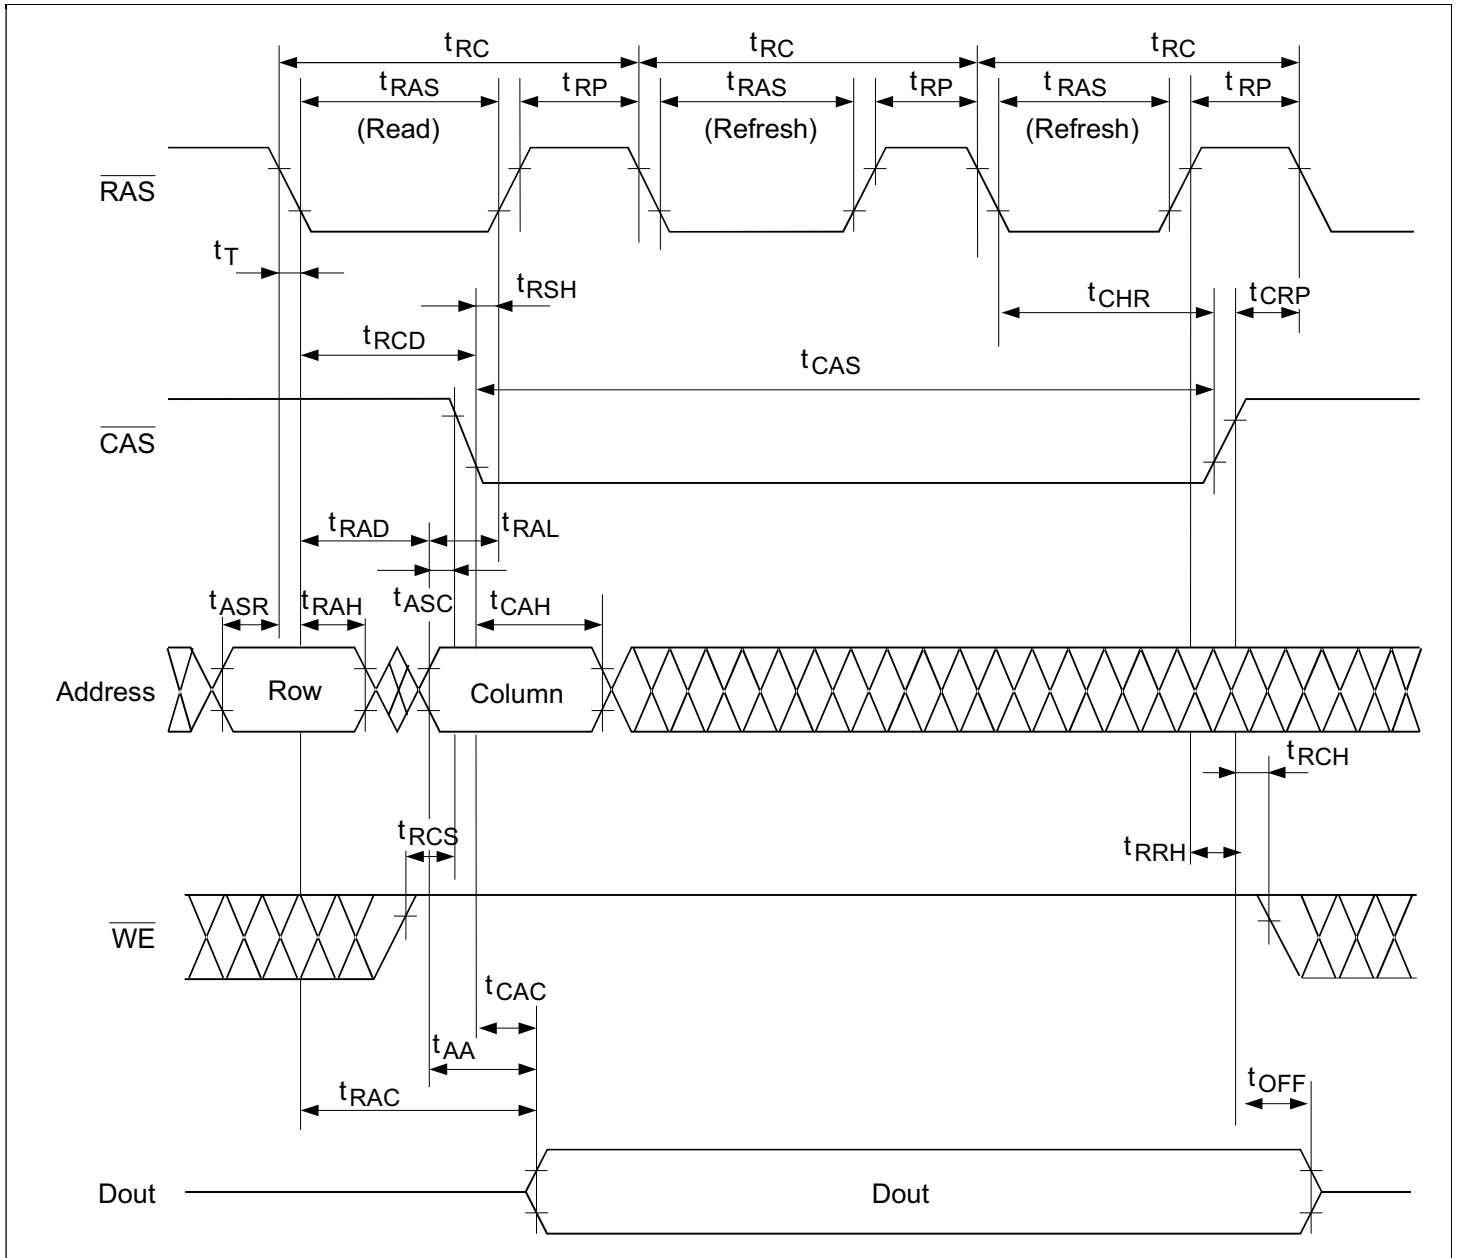 tRC tRC tRC
tRAS tRP tRAS tRP tRAS tRP
(Read) (Refresh) (Refresh)
RAS
tT
tRSH
tCHR tCRP
tRCD
tCAS
CAS
tRAD tRAL
tASR tRAH tASC tCAH
Address Row Column
tRCH
tRCS
tRRH
WE
tCAC
tAA
tRAC
tOFF
Dout Dout